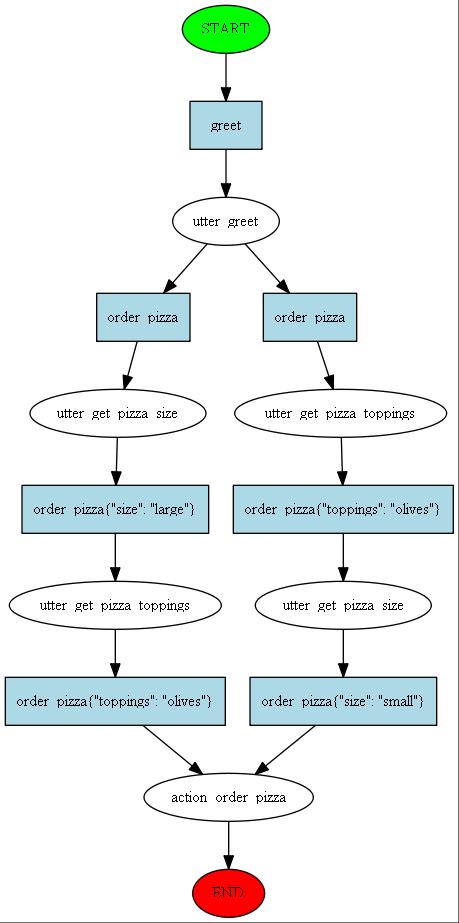 START
greet
utter greet
order pizza
order pizza
utter get pizza size
utter get pizza toppings
order pizza{"size": "large"}
order pizza{"toppings": "olives"}
utter get pizza toppings
utter get pizza size
order pizza{"toppings": "olives"}
order pizza{"size": "small"}
action order pizza
END